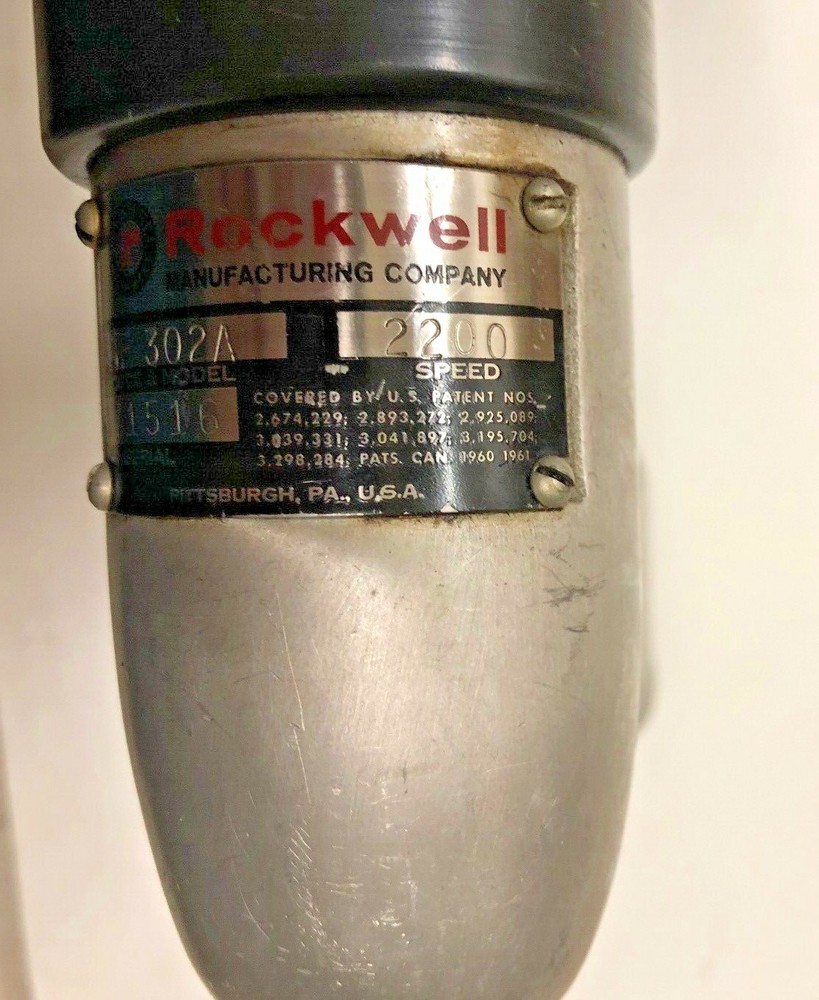 Rockwell
MANUFACTURING COMPANY
302A 2200
MODEL SPEED
1516
COVERED BY U.S. PATENT NOS.
2,674,229; 2,893,272; 2,925,089;
3,039,331; 3,041,897; 3,195,704;
3,298,284; PATS. CAN. 1960 1961
SERIAL
PITTSBURGH, PA., U.S.A.